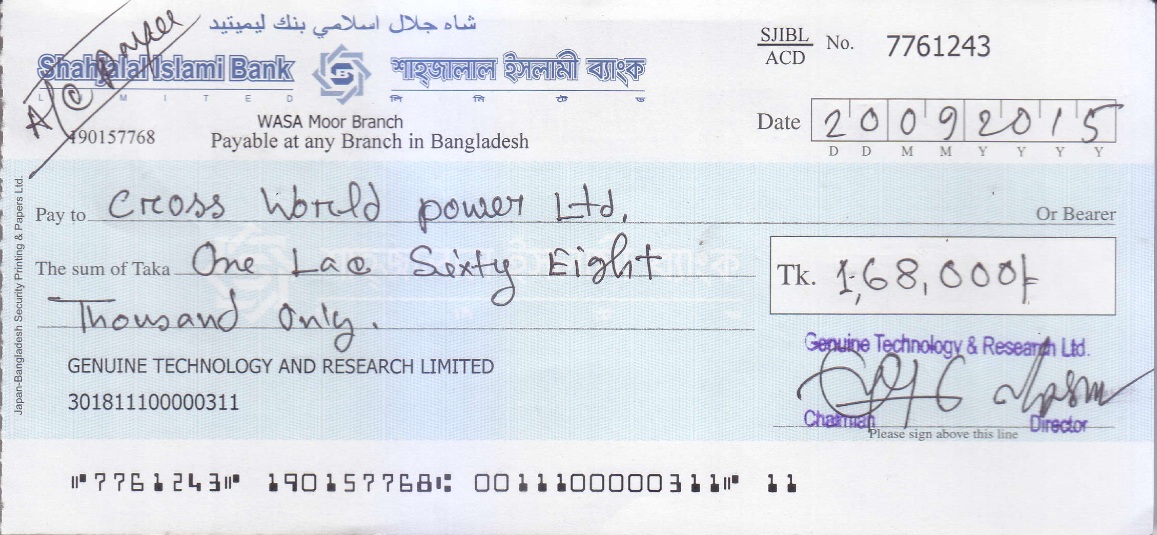 شاه جلال اسلامي بنك ليميتيد
A/C payee
Shahjalal Islami Bank
LIMITED
শাহ্‌জালাল ইসলামী ব্যাংক
লি মি টে ড
SJIBL
ACD
No. 7761243
190157768
WASA Moor Branch
Payable at any Branch in Bangladesh
Date 20092015
D D M M Y Y Y Y
Pay to Cross World power Ltd. Or Bearer
The sum of Taka One Lac Sixty Eight
Tk. 1,68,000/-
Thousand Only.
GENUINE TECHNOLOGY AND RESEARCH LIMITED
301811100000311
Genuine Technology & Research Ltd.
Chairman Director
Please sign above this line
Japan-Bangladesh Security Printing & Papers Ltd.
⑈7761243⑈ 190157768⑆ 0011100000311⑈ 11